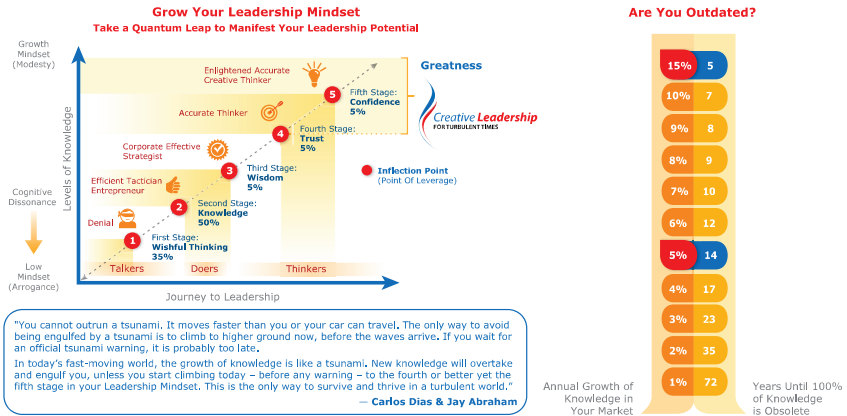 Grow Your Leadership Mindset
Take a Quantum Leap to Manifest Your Leadership Potential
Growth
Mindset
(Modesty)
Cognitive
Dissonance
Low
Mindset
(Arrogance)
Levels of Knowledge
Enlightened Accurate
Creative Thinker
Accurate Thinker
Corporate Effective
Strategist
Efficient Tactician
Entrepreneur
Denial
5
Fifth Stage:
Confidence
5%
4
Fourth Stage:
Trust
5%
3
Third Stage:
Wisdom
5%
2
Second Stage:
Knowledge
50%
1
First Stage:
Wishful Thinking
35%
Talkers
Doers
Thinkers
Journey to Leadership
Greatness
Creative Leadership
FOR TURBULENT TIMES
Inflection Point
(Point Of Leverage)
"You cannot outrun a tsunami. It moves faster than you or your car can travel. The only way to avoid
being engulfed by a tsunami is to climb to higher ground now, before the waves arrive. If you wait for
an official tsunami warning, it is probably too late.
In today's fast-moving world, the growth of knowledge is like a tsunami. New knowledge will overtake
and engulf you, unless you start climbing today – before any warning – to the fourth or better yet the
fifth stage in your Leadership Mindset. This is the only way to survive and thrive in a turbulent world."
— Carlos Dias & Jay Abraham
Are You Outdated?
15% 5
10% 7
9% 8
8% 9
7% 10
6% 12
5% 14
4% 17
3% 23
2% 35
1% 72
Annual Growth of
Knowledge in
Your Market
Years Until 100%
of Knowledge
is Obsolete